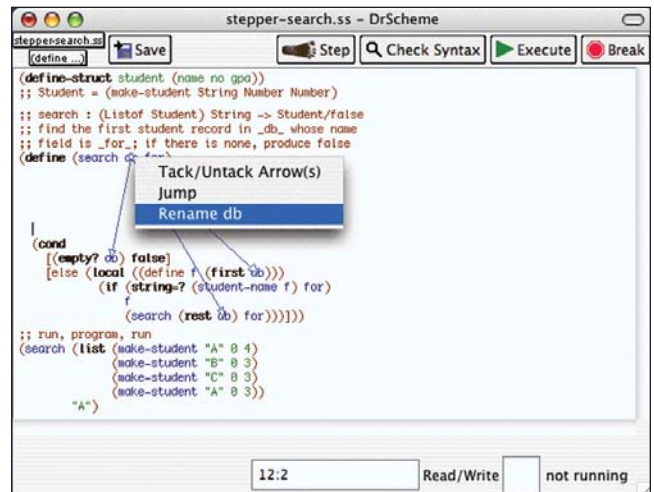 stepper-search.ss - DrScheme
stepper-search.ss
(define ...)
Save
Step
Check Syntax
Execute
Break
(define-struct student (name no gpa))
;; Student = (make-student String Number Number)
;; search : (Listof Student) String -> Student/false
;; find the first student record in _db_ whose name
;; field is _for_; if there is none, produce false
(define (search db for)
Tack/Untack Arrow(s)
Jump
Rename db
(cond
[(empty? db) false]
[else (local ((define f (first db)))
(if (string=? (student-name f) for)
f
(search (rest db) for)))]))
;; run, program, run
(search (list (make-student "A" 0 4)
(make-student "B" 0 3)
(make-student "C" 0 3)
(make-student "A" 0 3))
"A")
12:2
Read/Write
not running